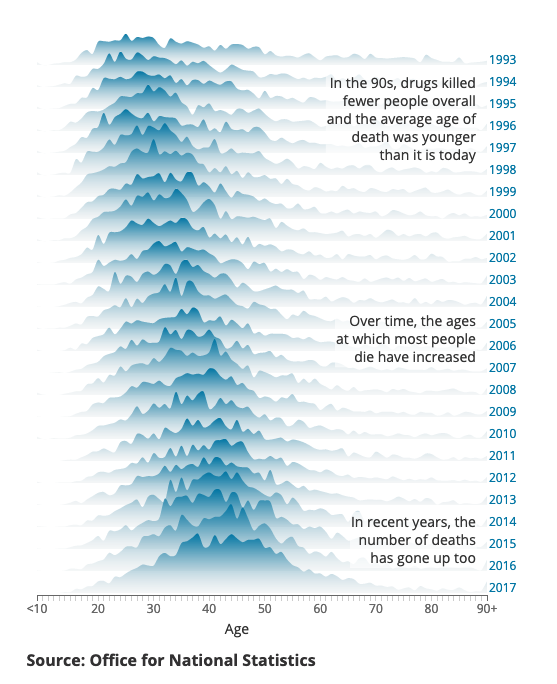 1993
1994
In the 90s, drugs killed
fewer people overall
and the average age of
death was younger
than it is today
1995
1996
1997
1998
1999
2000
2001
2002
2003
2004
Over time, the ages
at which most people
die have increased
2005
2006
2007
2008
2009
2010
2011
2012
2013
In recent years, the
number of deaths
has gone up too
2014
2015
2016
2017
<10 20 30 40 50 60 70 80 90+
Age
Source: Office for National Statistics